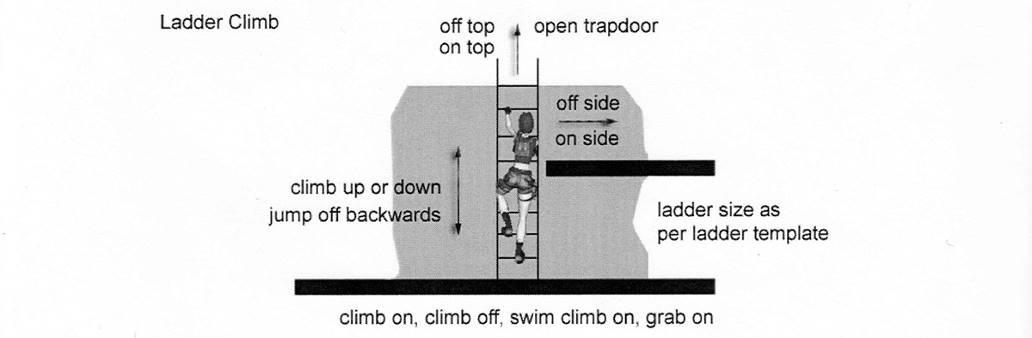 Ladder Climb
off top
on top
open trapdoor
off side
on side
climb up or down
jump off backwards
ladder size as
per ladder template
climb on, climb off, swim climb on, grab on